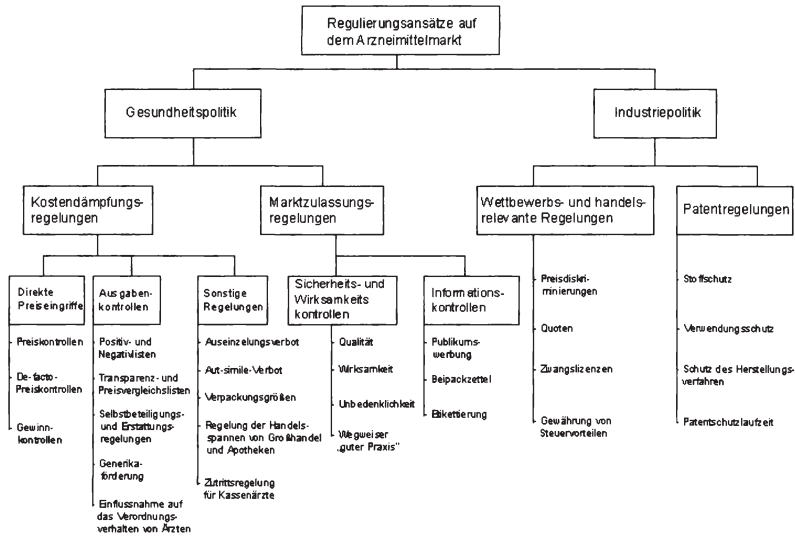 Regulierungsansätze auf
dem Arzneimittelmarkt
Gesundheitspolitik
Industriepolitik
Kostendämpfungs-
regelungen
Marktzulassungs-
regelungen
Wettbewerbs- und handels-
relevante Regelungen
Patentregelungen
Direkte
Preiseingriffe
Ausgaben-
kontrollen
Sonstige
Regelungen
Sicherheits- und
Wirksamkeits
kontrollen
Informations-
kontrollen
Preiskontrollen
De-facto-
Preiskontrollen
Gewinn-
kontrollen
Positiv- und
Negativlisten
Transparenz- und
Preisvergleichslisten
Selbstbeteiligungs-
und Erstattungs-
regelungen
Generika-
förderung
Einflussnahme auf
das Verordnungs-
verhalten von Ärzten
Auseinzelungsverbot
Aut-simile-Verbot
Verpackungsgrößen
Regelung der Handels-
spannen von Großhandel
und Apotheken
Zutrittsregelung
für Kassenärzte
Qualität
Wirksamkeit
Unbedenklichkeit
Wegweiser
„guter Praxis"
Publikums-
werbung
Beipackzettel
Etikettierung
Preisdiskri-
minierungen
Quoten
Zwangslizenzen
Gewährung von
Steuervorteilen
Stoffschutz
Verwendungsschutz
Schutz des Herstellungs-
verfahren
Patentschutzlaufzeit